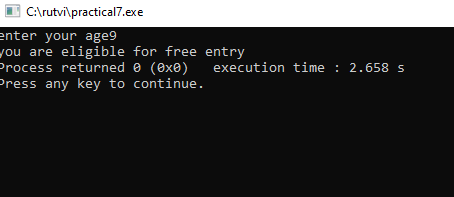 C:\rutvi\practical7.exe
enter your age9
you are eligible for free entry
Process returned 0 (0x0)   execution time : 2.658 s
Press any key to continue.